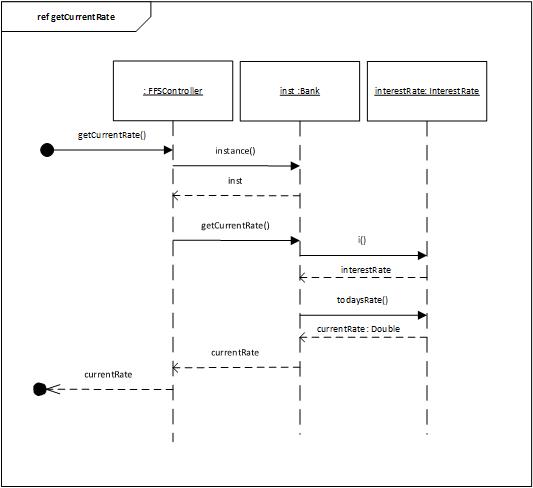 ref getCurrentRate
: FFSController
inst :Bank
interestRate: InterestRate
getCurrentRate()
instance()
inst
getCurrentRate()
i()
interestRate
todaysRate()
currentRate : Double
currentRate
currentRate